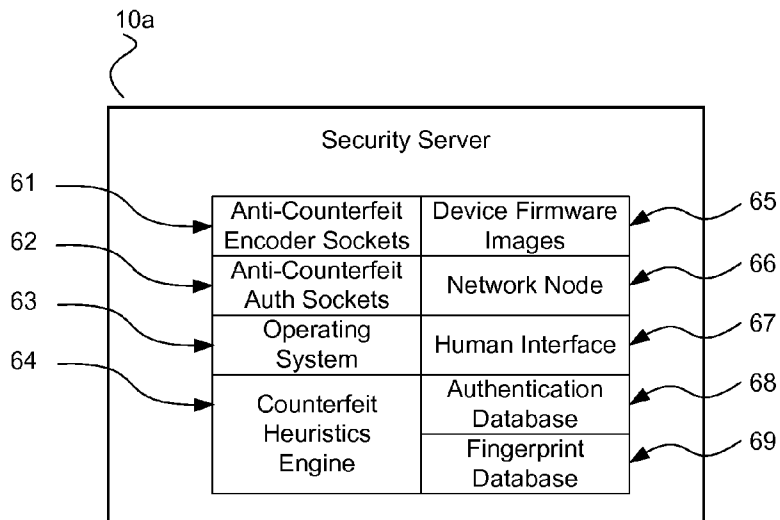 10a
Security Server
61
Anti-Counterfeit
Encoder Sockets
Device Firmware
Images
65
62
Anti-Counterfeit
Auth Sockets
Network Node
66
63
Operating
System
Human Interface
67
64
Counterfeit
Heuristics
Engine
Authentication
Database
68
Fingerprint
Database
69